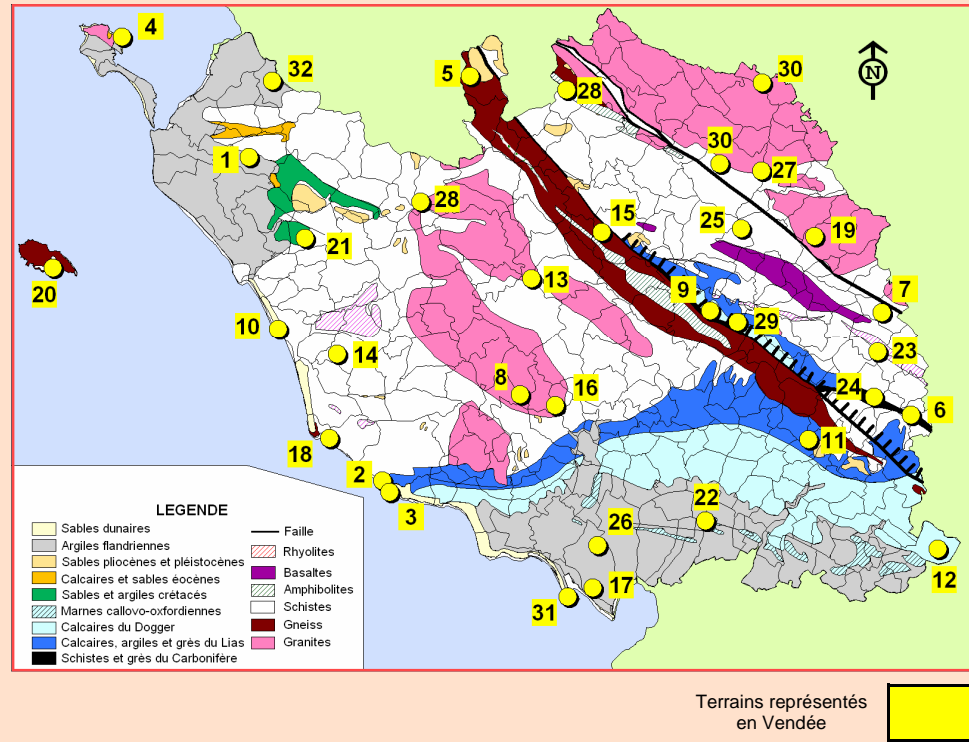 4
32
5
28
30
N
30
27
1
28
15
25
19
21
20
13
9
7
10
29
14
23
8
16
24
6
11
18
2
3
22
26
12
17
31
LEGENDE
Sables dunaires
Argiles flandriennes
Sables pliocènes et pléistocènes
Calcaires et sables éocènes
Sables et argiles crétacés
Marnes callovo-oxfordiennes
Calcaires du Dogger
Calcaires, argiles et grès du Lias
Schistes et grès du Carbonifère
Faille
Rhyolites
Basaltes
Amphibolites
Schistes
Gneiss
Granites
Terrains représentés
en Vendée